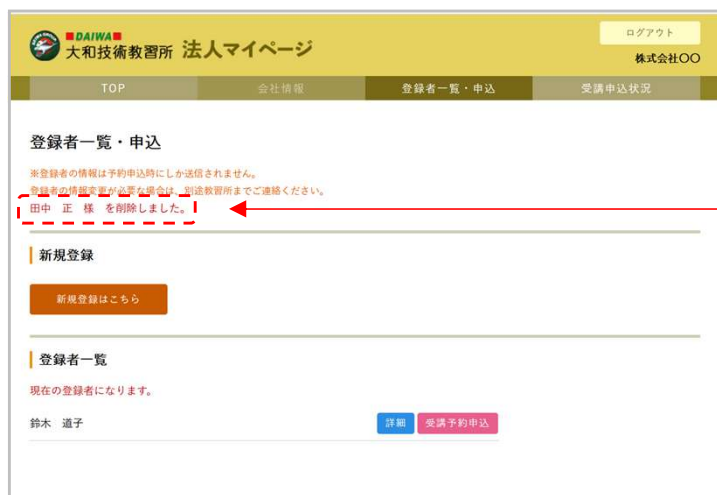 DAIWA
大和技術教習所 法人マイページ
ログアウト
株式会社〇〇
TOP 会社情報 登録者一覧・申込 受講申込状況
登録者一覧・申込
※登録者の情報は予約申込時にしか送信されません。
登録者の情報変更が必要な場合は、別途教習所までご連絡ください。
田中 正 様 を削除しました。
新規登録
新規登録はこちら
登録者一覧
現在の登録者になります。
鈴木 道子 詳細 受講予約申込